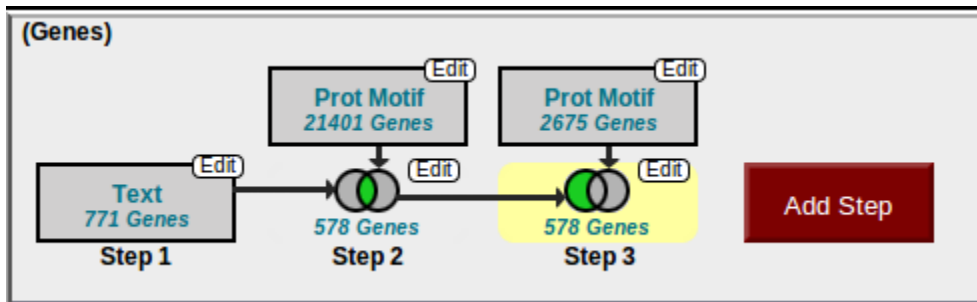 (Genes)
Edit
Prot Motif
21401 Genes
Edit
Prot Motif
2675 Genes
Edit
Text
771 Genes
Step 1
Edit
578 Genes
Step 2
Edit
578 Genes
Step 3
Add Step